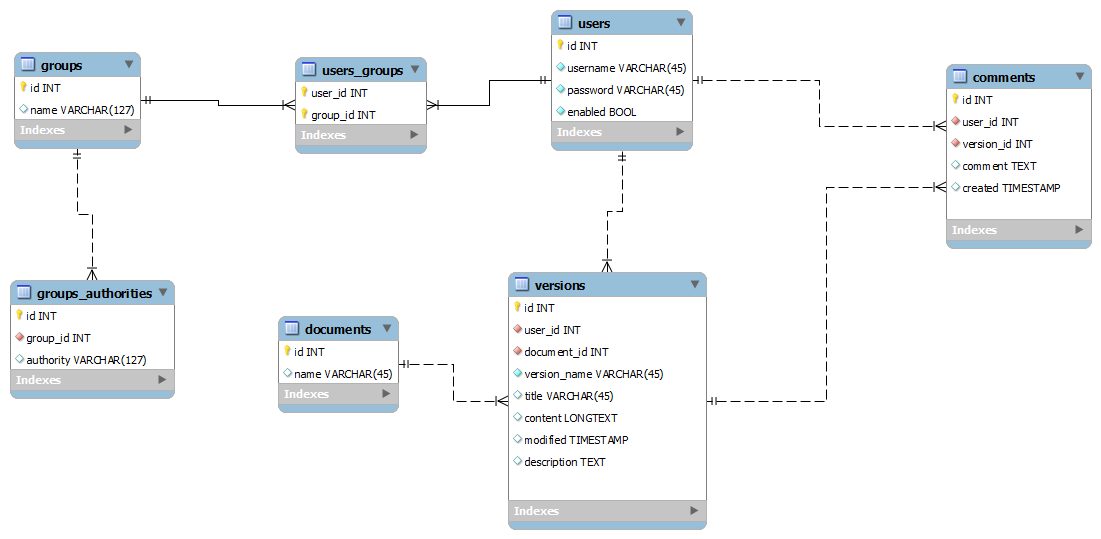 users
id INT
username VARCHAR(45)
password VARCHAR(45)
enabled BOOL
Indexes
groups
id INT
name VARCHAR(127)
Indexes
users_groups
user_id INT
group_id INT
Indexes
comments
id INT
user_id INT
version_id INT
comment TEXT
created TIMESTAMP
Indexes
groups_authorities
id INT
group_id INT
authority VARCHAR(127)
Indexes
documents
id INT
name VARCHAR(45)
Indexes
versions
id INT
user_id INT
document_id INT
version_name VARCHAR(45)
title VARCHAR(45)
content LONGTEXT
modified TIMESTAMP
description TEXT
Indexes